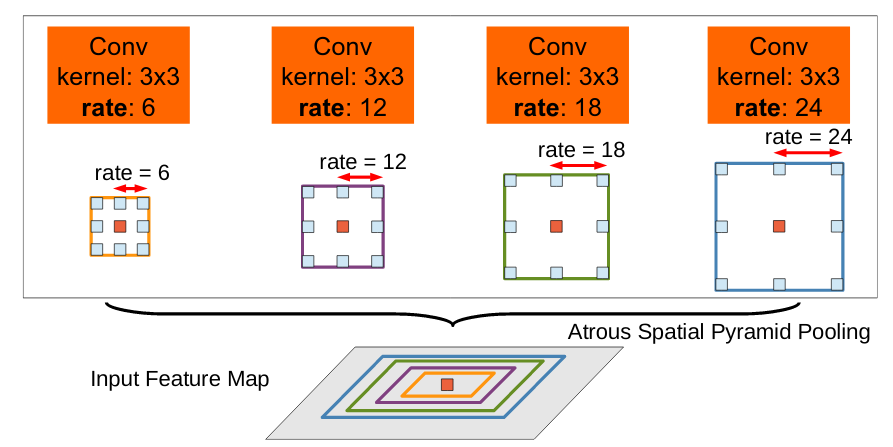 Conv
kernel: 3x3
rate: 6
Conv
kernel: 3x3
rate: 12
Conv
kernel: 3x3
rate: 18
Conv
kernel: 3x3
rate: 24
rate = 6
rate = 12
rate = 18
rate = 24
Atrous Spatial Pyramid Pooling
Input Feature Map